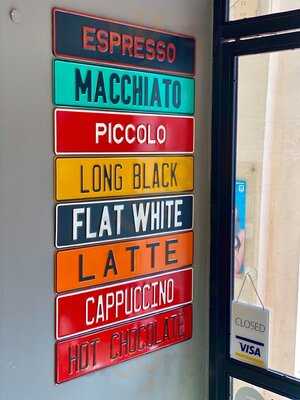 ESPRESSO
MACCHIATO
PICCOLO
LONG BLACK
FLAT WHITE
LATTE
CAPPUCCINO
HOT CHOCOLATE
CLOSED
VISA